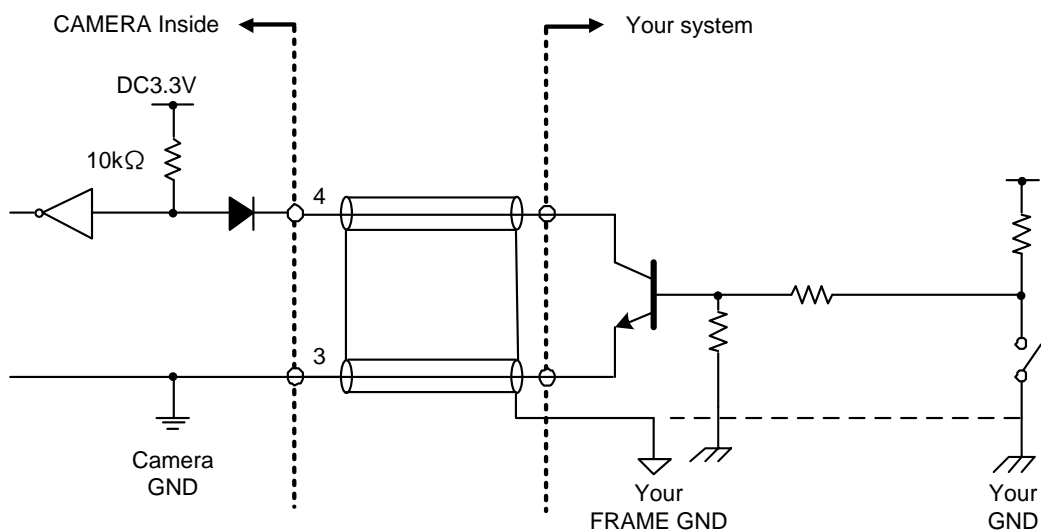 CAMERA Inside
Your system
DC3.3V
10kΩ
4
3
Camera
GND
Your
FRAME GND
Your
GND